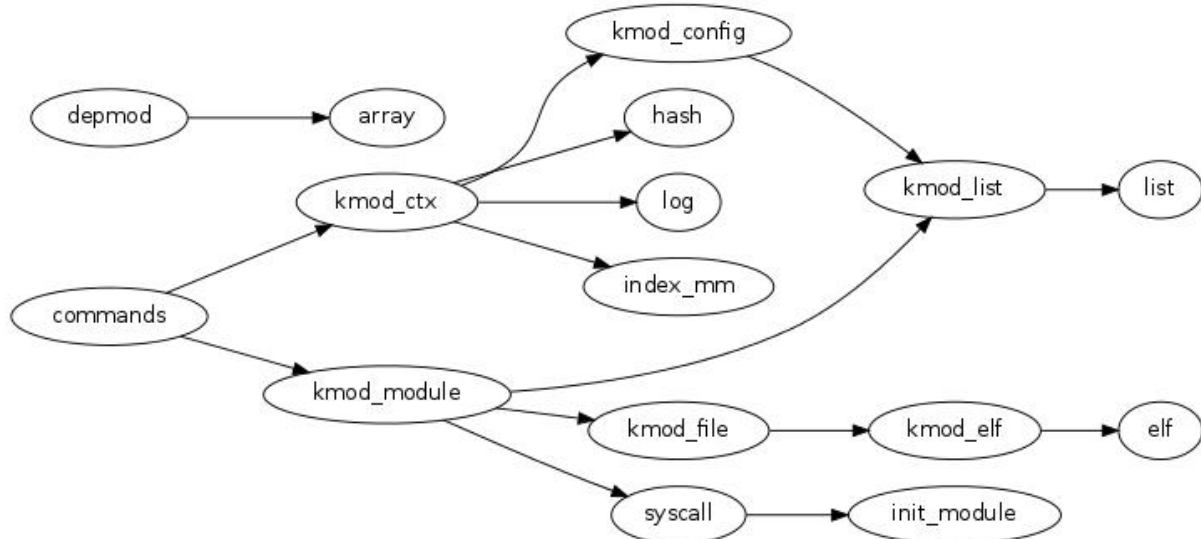 kmod_config
depmod
array
hash
kmod_ctx
log
kmod_list
list
index_mm
commands
kmod_module
kmod_file
kmod_elf
elf
syscall
init_module